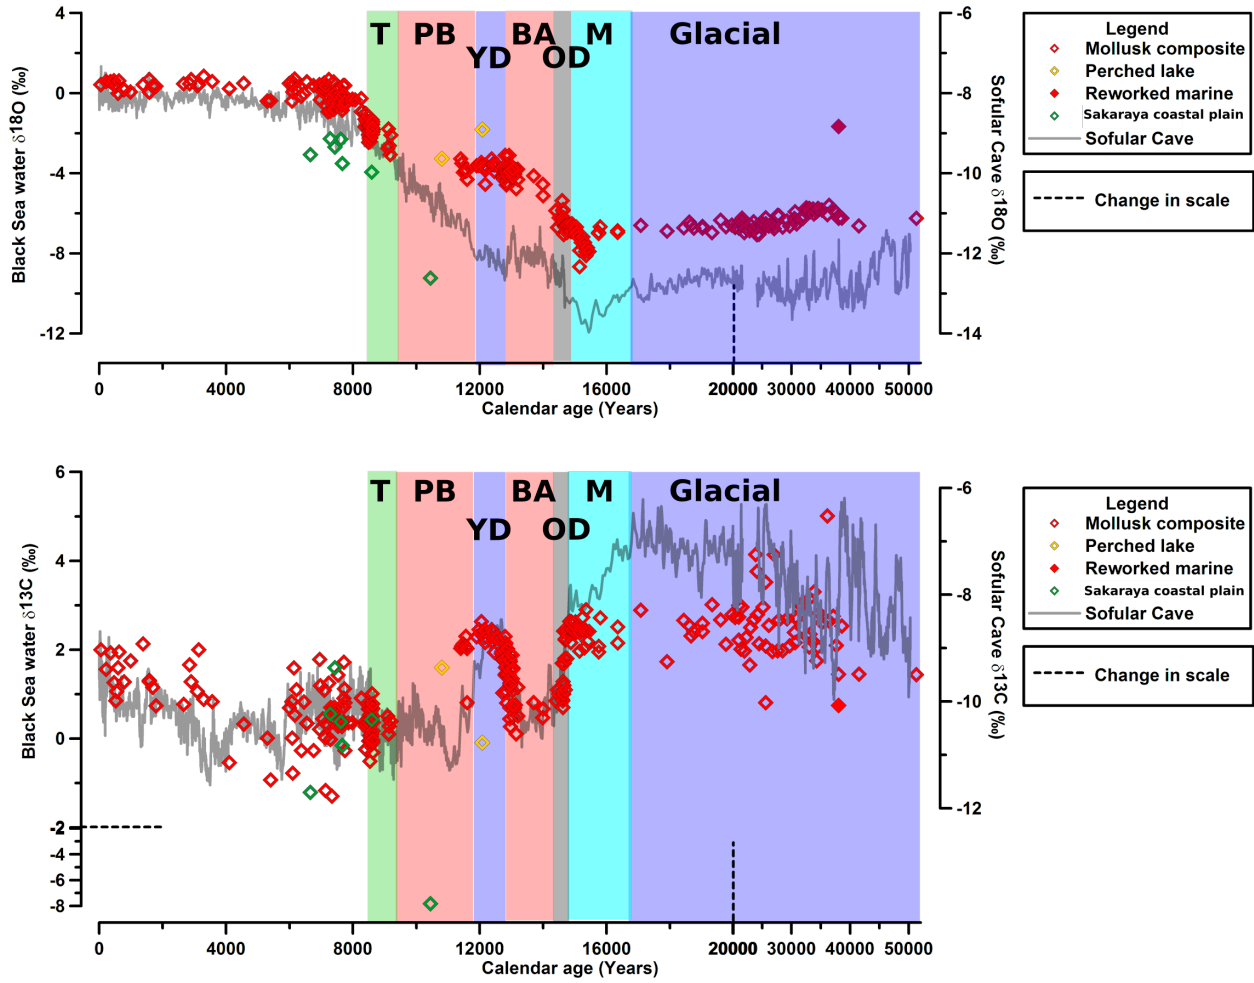 4
0
-4
-8
-12
Black Sea water δ18O (‰)
T
PB
YD
BA
OD
M
Glacial
-6
-8
-10
-12
-14
Sofular Cave δ18O (‰)
0
4000
8000
12000
16000
20000
30000
40000
50000
Calendar age (Years)
Legend
Mollusk composite
Perched lake
Reworked marine
Sakaraya coastal plain
Sofular Cave
Change in scale
6
4
2
0
-2
-4
-6
-8
Black Sea water δ13C (‰)
T
PB
YD
BA
OD
M
Glacial
-6
-8
-10
-12
Sofular Cave δ13C (‰)
0
4000
8000
12000
16000
20000
30000
40000
50000
Calendar age (Years)
Legend
Mollusk composite
Perched lake
Reworked marine
Sakaraya coastal plain
Sofular Cave
Change in scale